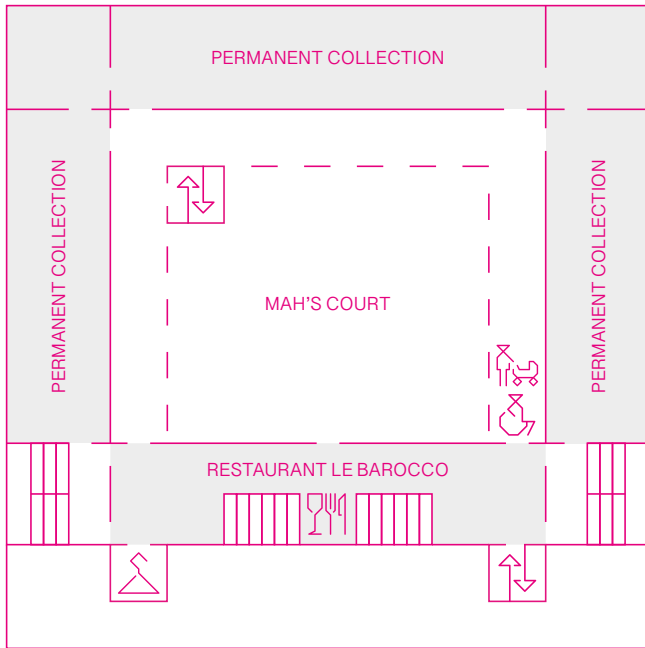 PERMANENT COLLECTION
PERMANENT COLLECTION
PERMANENT COLLECTION
MAH'S COURT
RESTAURANT LE BAROCCO